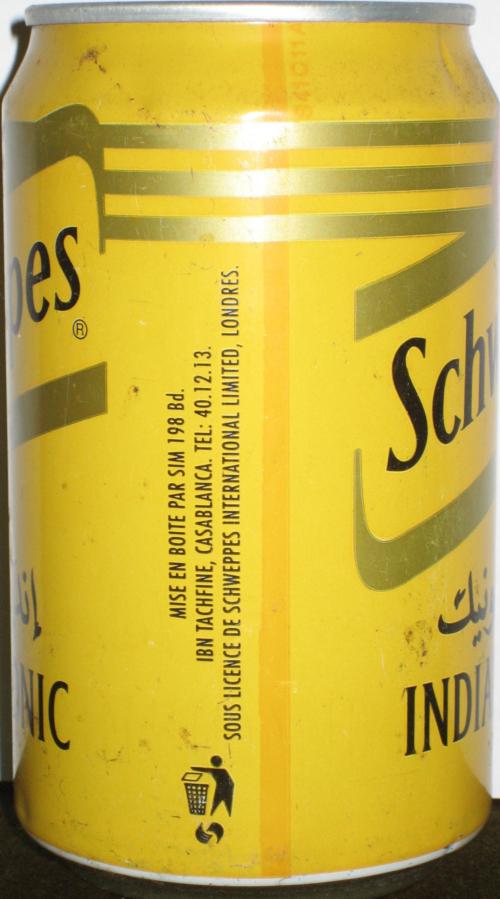 pes
®
NIC
MISE EN BOITE PAR SIM 198 Bd.
IBN TACHFINE, CASABLANCA. TEL: 40.12.13.
SOUS LICENCE DE SCHWEPPES INTERNATIONAL LIMITED, LONDRES.
Schw
INDIA